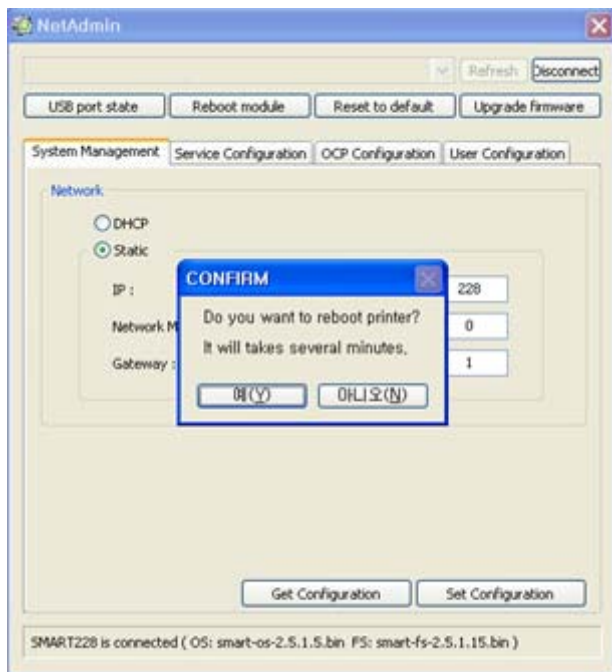 NetAdmin
Refresh Disconnect
USB port state Reboot module Reset to default Upgrade firmware
System Management Service Configuration OCP Configuration User Configuration
Network
DHCP
Static
IP : 228
Network M 0
Gateway : 1
CONFIRM
Do you want to reboot printer?
It will takes several minutes.
예(Y) 아니오(N)
Get Configuration Set Configuration
SMART228 is connected ( OS: smart-os-2.5.1.5.bin FS: smart-fs-2.5.1.15.bin )